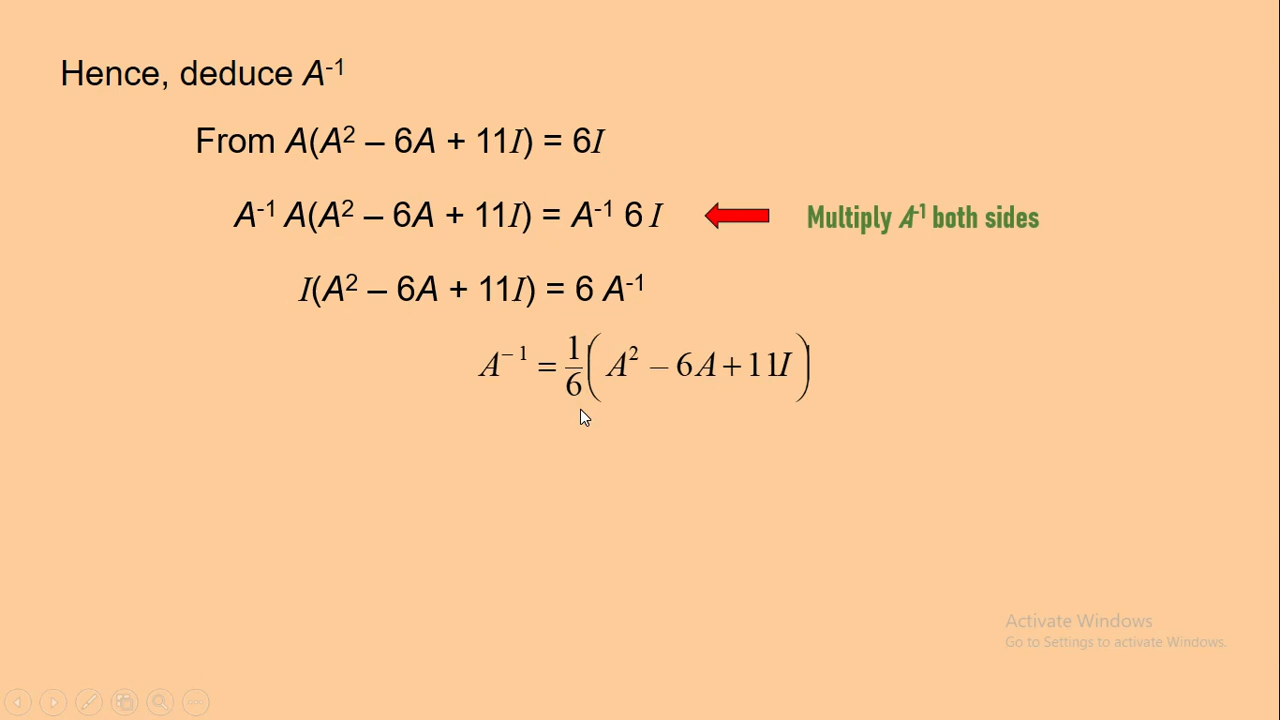 Hence, deduce A⁻¹
From A(A² – 6A + 11I) = 6I
A⁻¹ A(A² – 6A + 11I) = A⁻¹ 6 I
Multiply A⁻¹ both sides
I(A² – 6A + 11I) = 6 A⁻¹
A⁻¹ = 1/6 ( A² – 6A + 11I )
Activate Windows
Go to Settings to activate Windows.